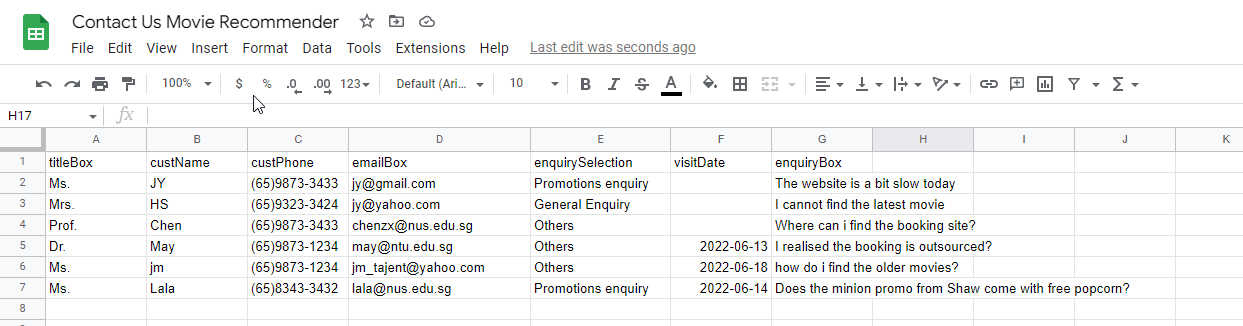 Contact Us Movie Recommender
File Edit View Insert Format Data Tools Extensions Help Last edit was seconds ago
100% $ % .0 .00 123 Default (Ari... 10 B I S A
H17 fx
A B C D E F G H I J K
1 titleBox custName custPhone emailBox enquirySelection visitDate enquiryBox
2 Ms. JY (65)9873-3433 jy@gmail.com Promotions enquiry The website is a bit slow today
3 Mrs. HS (65)9323-3424 jy@yahoo.com General Enquiry I cannot find the latest movie
4 Prof. Chen (65)9873-3433 chenzx@nus.edu.sg Others Where can i find the booking site?
5 Dr. May (65)9873-1234 may@ntu.edu.sg Others 2022-06-13 I realised the booking is outsourced?
6 Ms. jm (65)9873-1234 jm_tajent@yahoo.com Others 2022-06-18 how do i find the older movies?
7 Ms. Lala (65)8343-3432 lala@nus.edu.sg Promotions enquiry 2022-06-14 Does the minion promo from Shaw come with free popcorn?
8